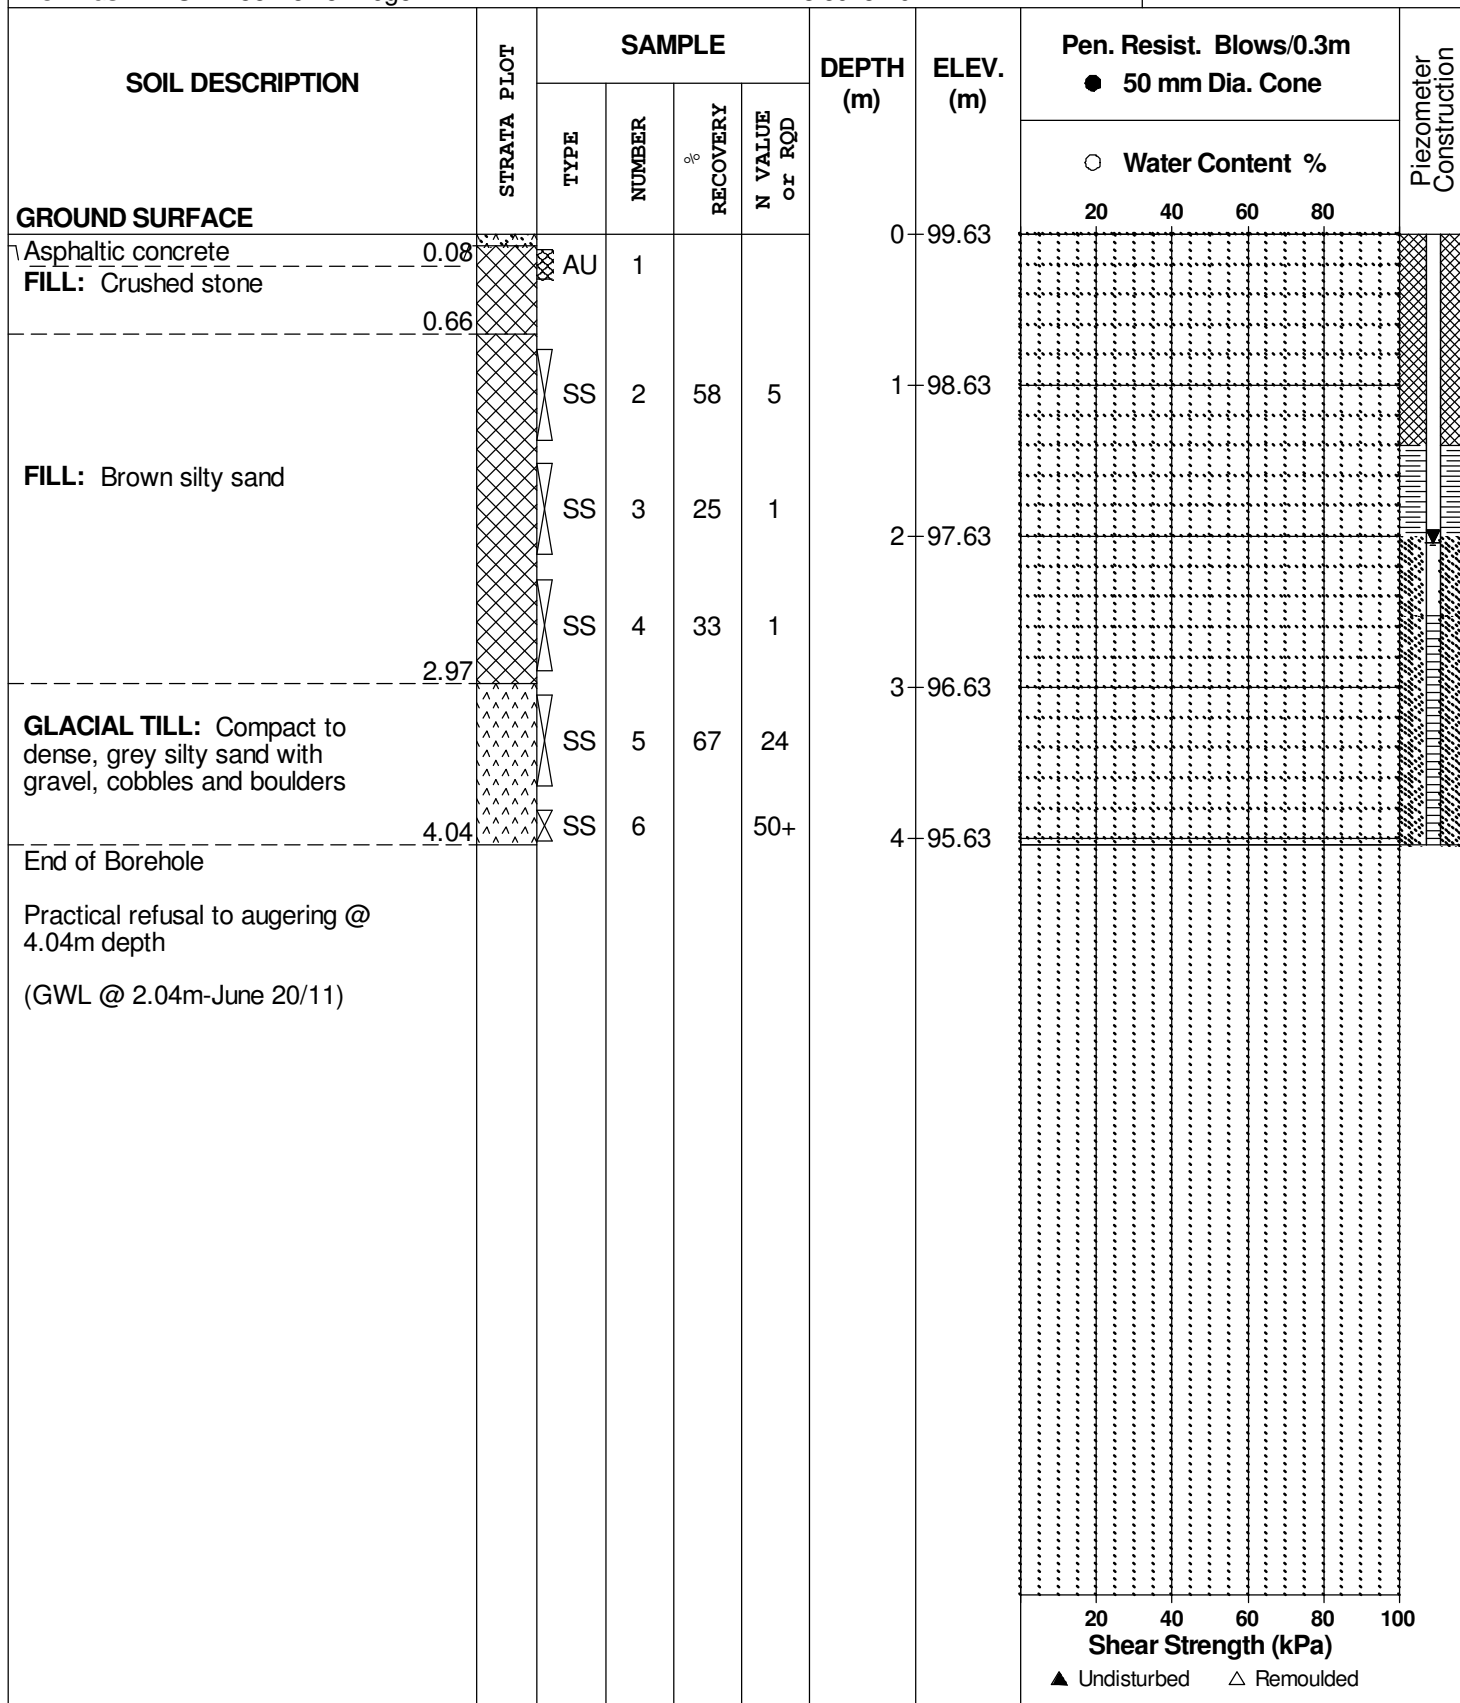 SOIL DESCRIPTION
GROUND SURFACE
STRATA PLOT
SAMPLE
TYPE
NUMBER
%
RECOVERY
N VALUE
or RQD
DEPTH
(m)
ELEV.
(m)
Pen. Resist. Blows/0.3m
● 50 mm Dia. Cone
○ Water Content %
20 40 60 80
Piezometer
Construction
Asphaltic concrete 0.08
FILL: Crushed stone
0.66
FILL: Brown silty sand
2.97
GLACIAL TILL: Compact to
dense, grey silty sand with
gravel, cobbles and boulders
4.04
End of Borehole
Practical refusal to augering @
4.04m depth
(GWL @ 2.04m-June 20/11)
AU 1
SS 2 58 5
SS 3 25 1
SS 4 33 1
SS 5 67 24
SS 6 50+
0 99.63
1 98.63
2 97.63
3 96.63
4 95.63
20 40 60 80 100
Shear Strength (kPa)
▲ Undisturbed △ Remoulded